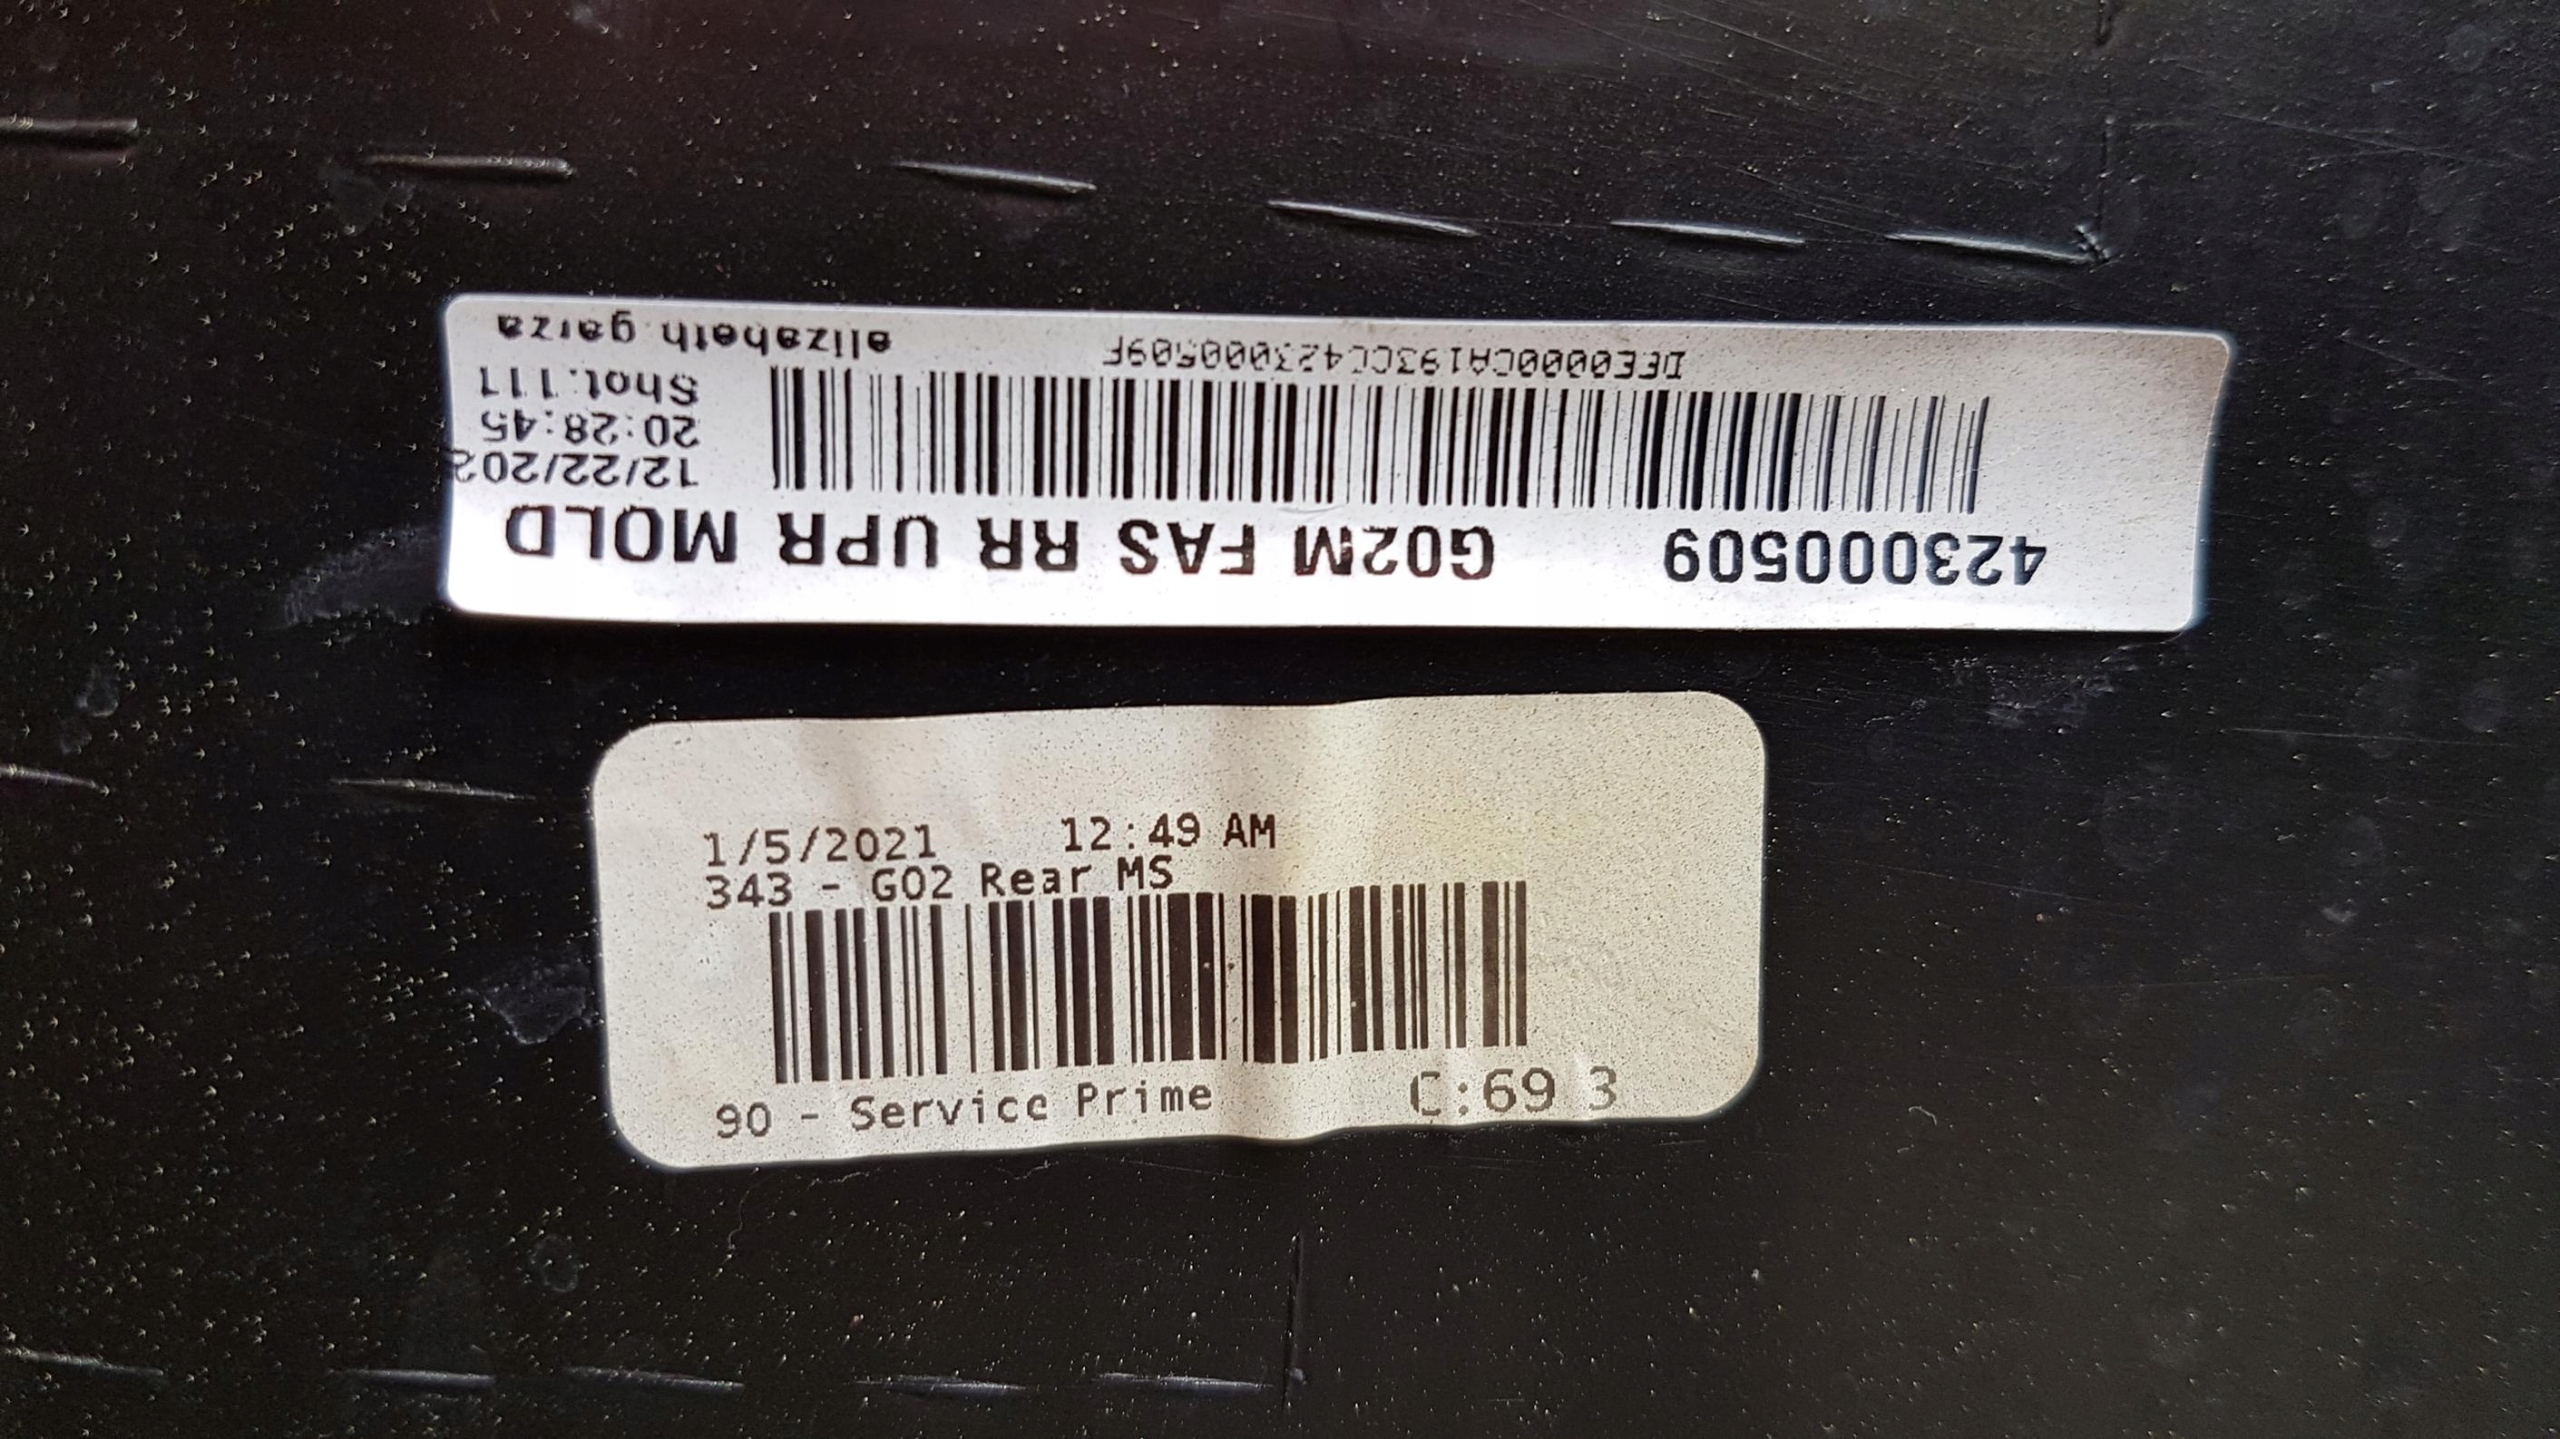 423000509 G02M FAS RR UPR MOLD
12/22/202
20:28:45
Shot:111
DEE0000CA193CC423000509F
elizabeth garza
1/5/2021 12:49 AM
343 - G02 Rear MS
90 - Service Prime C:69 3